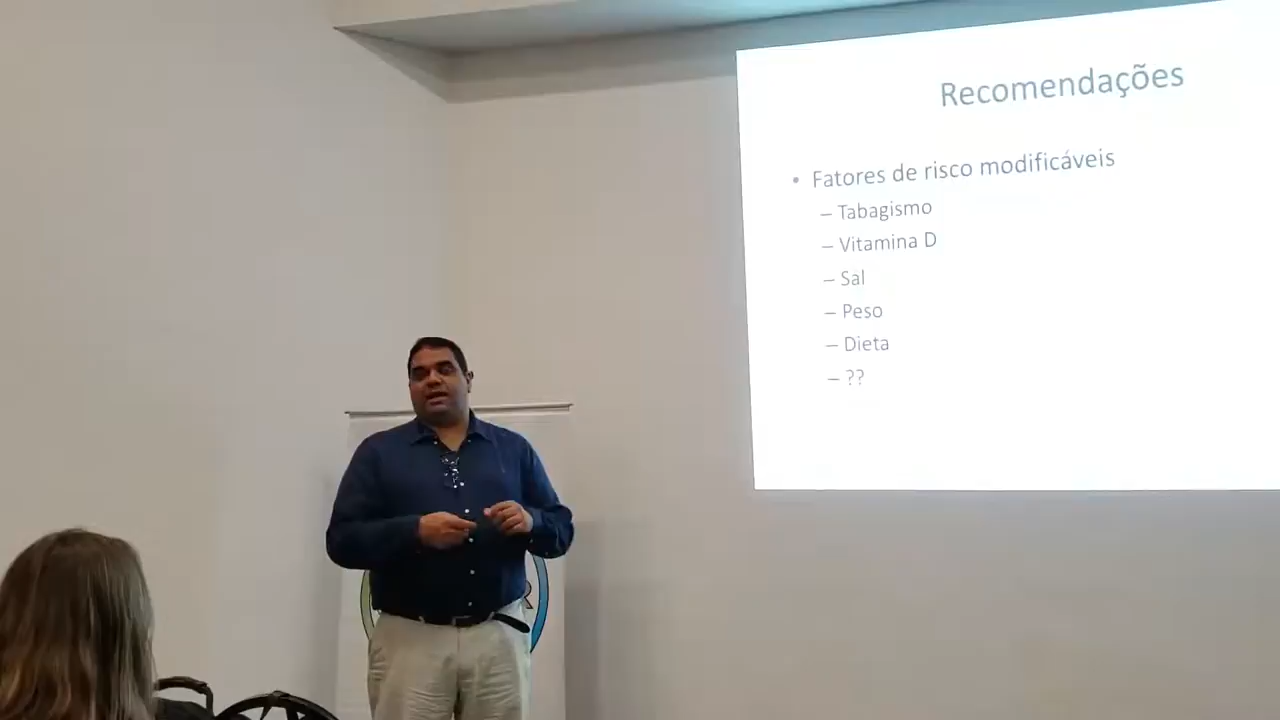 Recomendações
• Fatores de risco modificáveis
– Tabagismo
– Vitamina D
– Sal
– Peso
– Dieta
– ??